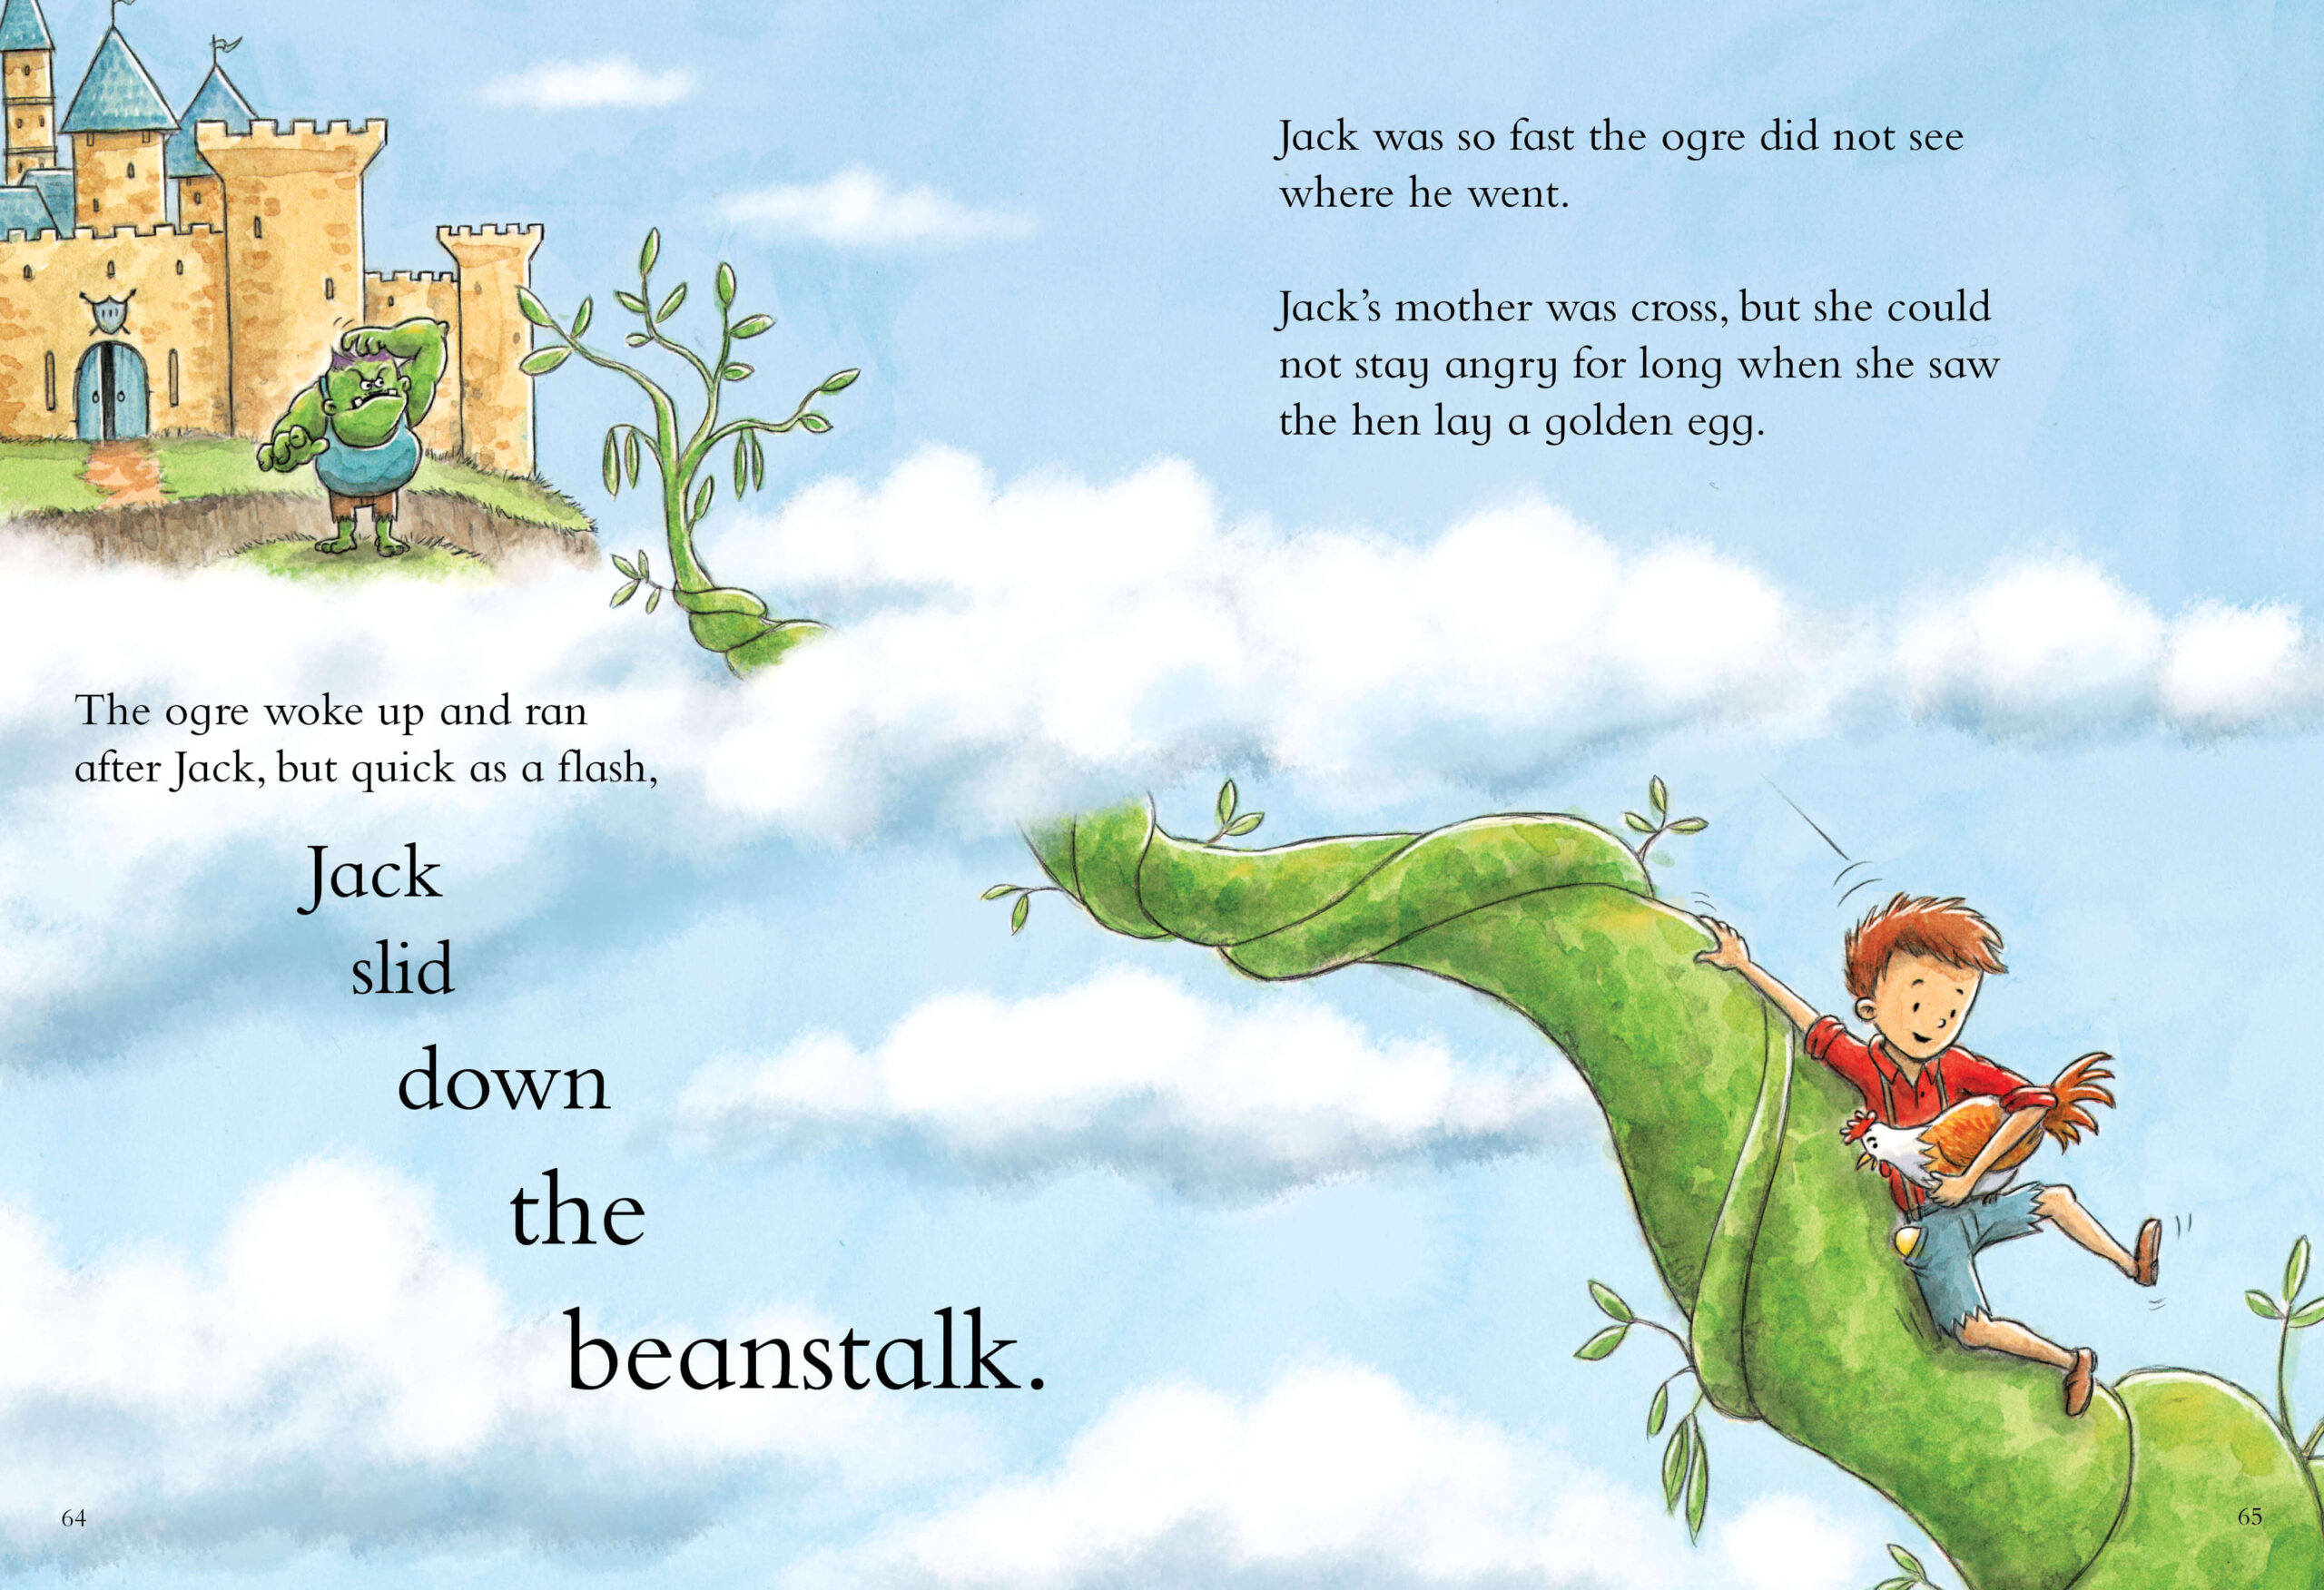 The ogre woke up and ran
after Jack, but quick as a flash,
Jack
slid
down
the
beanstalk.
64
Jack was so fast the ogre did not see
where he went.
Jack’s mother was cross, but she could
not stay angry for long when she saw
the hen lay a golden egg.
65